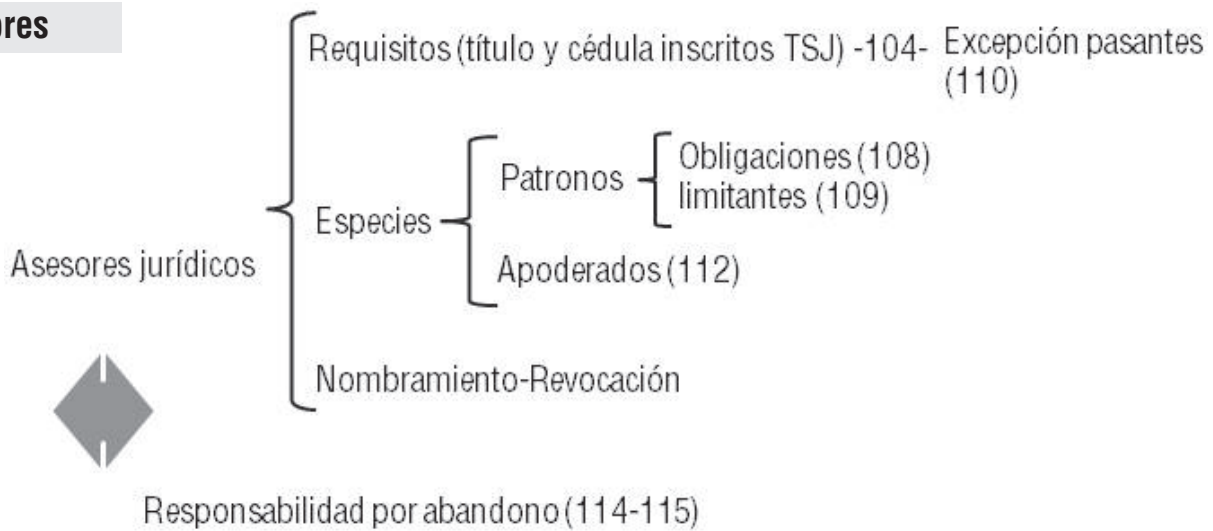 Requisitos (título y cédula inscritos TSJ) -104- Excepción pasantes
(110)
Patronos
Obligaciones (108)
limitantes (109)
Especies
Apoderados (112)
Asesores jurídicos
Nombramiento-Revocación
Responsabilidad por abandono (114-115)